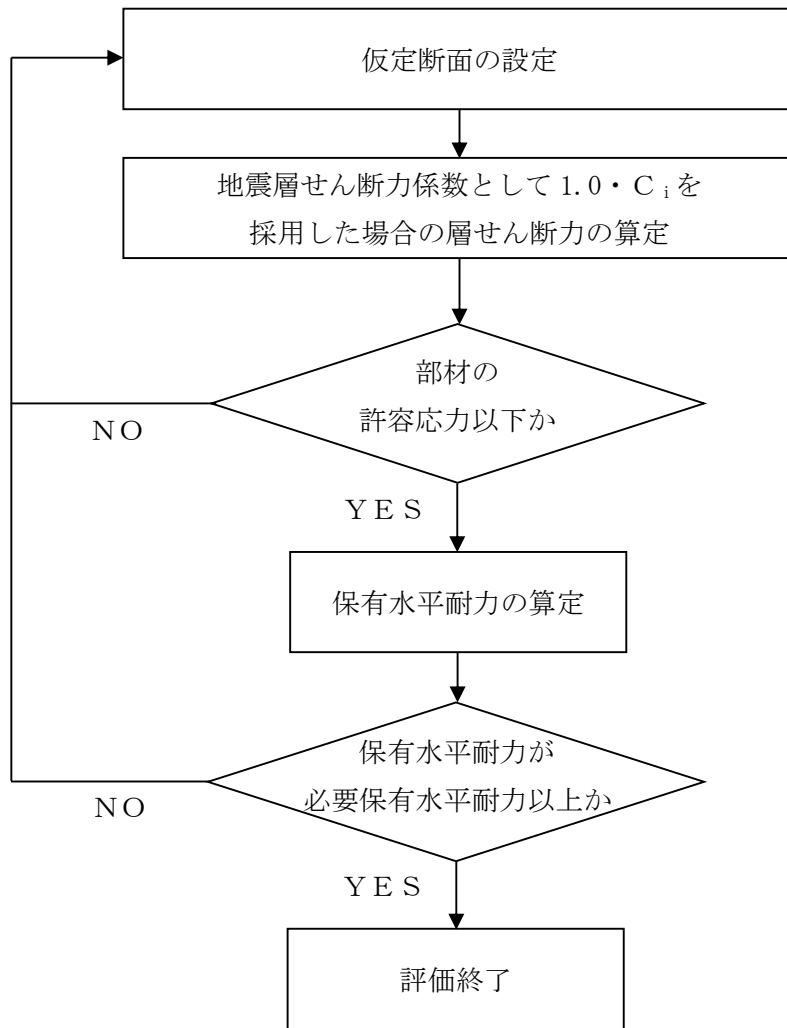 仮定断面の設定
地震層せん断力係数として1.0・Ｃｉを
採用した場合の層せん断力の算定
部材の
許容応力以下か
ＮＯ
ＹＥＳ
保有水平耐力の算定
保有水平耐力が
必要保有水平耐力以上か
ＮＯ
ＹＥＳ
評価終了